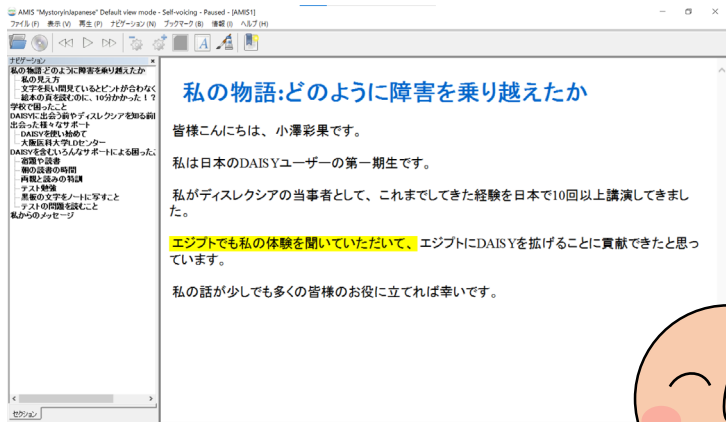 AMIS "MystoryinJapanese" Default view mode - Self-voicing - Paused - [AMIS1]
ファイル (F) 表示 (V) 再生 (P) ナビゲーション (N) ブックマーク (B) 情報 (I) ヘルプ (H)
ナビゲーション
私の物語:どのように障害を乗り越えたか
私の見え方
文字を長い間見ているとピントが合わなく
絵本の頁を読むのに、10分かかった！？
学校で困ったこと
DAISYに出会う前やディスレクシアを知る前
出会った様々なサポート
DAISYを使い始めて
大阪医科大学LDセンター
DAISYを含むいろんなサポートによる困った
宿題や読書
朝の読書の時間
両親と読みの特訓
テスト勉強
黒板の文字をノートに写すこと
テストの問題を読むこと
私からのメッセージ
セクション
私の物語:どのように障害を乗り越えたか
皆様こんにちは、小澤彩果です。
私は日本のDAISYユーザーの第一期生です。
私がディスレクシアの当事者として、これまでしてきた経験を日本で10回以上講演してきまし
た。
エジプトでも私の体験を聞いていただいて、エジプトにDAISYを拡げることに貢献できたと思っ
ています。
私の話が少しでも多くの皆様のお役に立てれば幸いです。